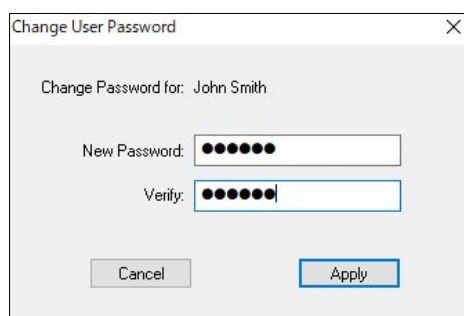 Change User Password
Change Password for: John Smith
New Password: ●●●●●●
Verify: ●●●●●●
Cancel Apply